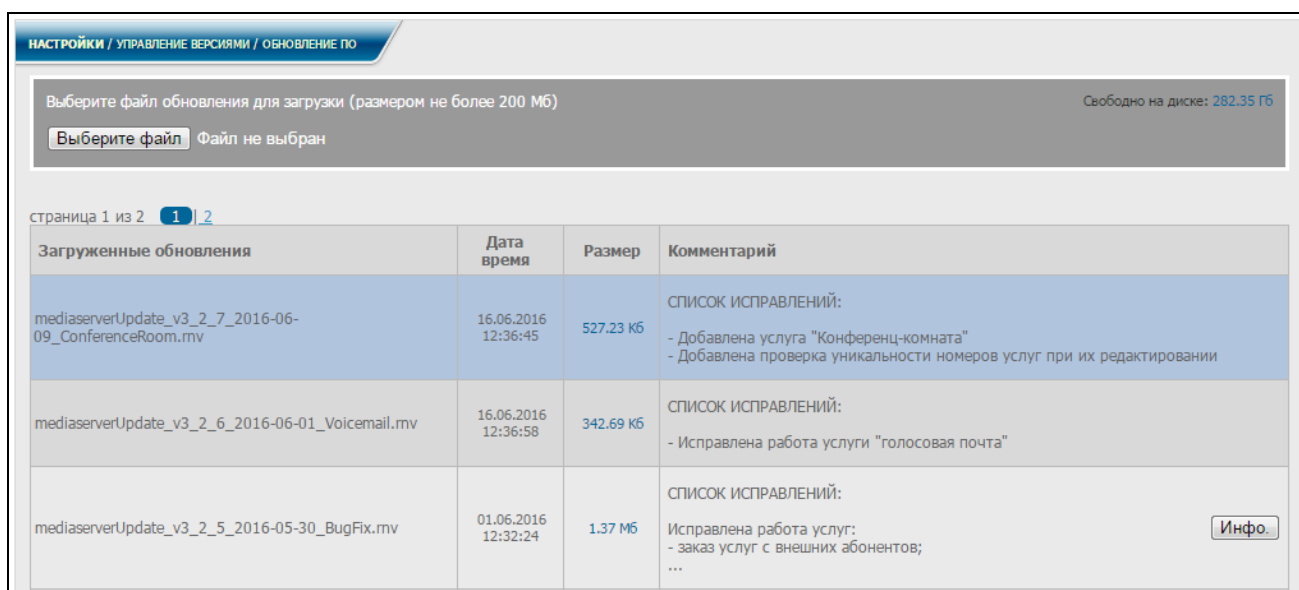 НАСТРОЙКИ / УПРАВЛЕНИЕ ВЕРСИЯМИ / ОБНОВЛЕНИЕ ПО
Выберите файл обновления для загрузки (размером не более 200 Мб)
Свободно на диске: 282.35 Гб
Выберите файл Файл не выбран
страница 1 из 2 1 | 2
Загруженные обновления
Дата
время
Размер
Комментарий
mediaserverUpdate_v3_2_7_2016-06-
09_ConferenceRoom.mv
16.06.2016
12:36:45
527.23 Кб
СПИСОК ИСПРАВЛЕНИЙ:
- Добавлена услуга "Конференц-комната"
- Добавлена проверка уникальности номеров услуг при их редактировании
mediaserverUpdate_v3_2_6_2016-06-01_Voicemail.mv
16.06.2016
12:36:58
342.69 Кб
СПИСОК ИСПРАВЛЕНИЙ:
- Исправлена работа услуги "голосовая почта"
mediaserverUpdate_v3_2_5_2016-05-30_BugFix.mv
01.06.2016
12:32:24
1.37 Мб
СПИСОК ИСПРАВЛЕНИЙ:
Исправлена работа услуг:
- заказ услуг с внешних абонентов;
...
Инфо.